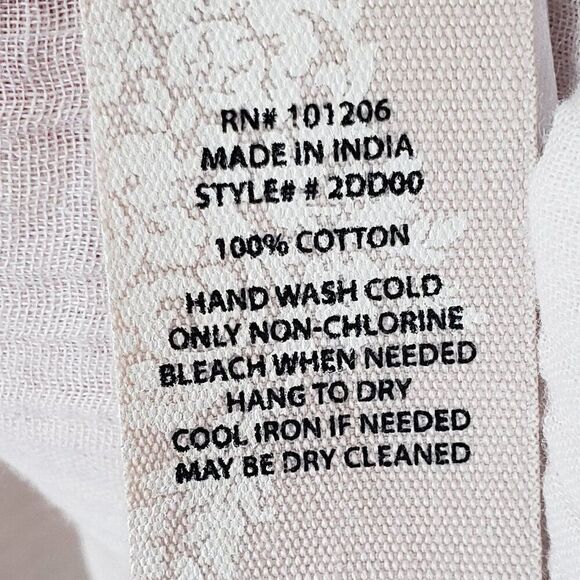 RN# 101206
MADE IN INDIA
STYLE# # 2DD00
100% COTTON
HAND WASH COLD
ONLY NON-CHLORINE
BLEACH WHEN NEEDED
HANG TO DRY
COOL IRON IF NEEDED
MAY BE DRY CLEANED